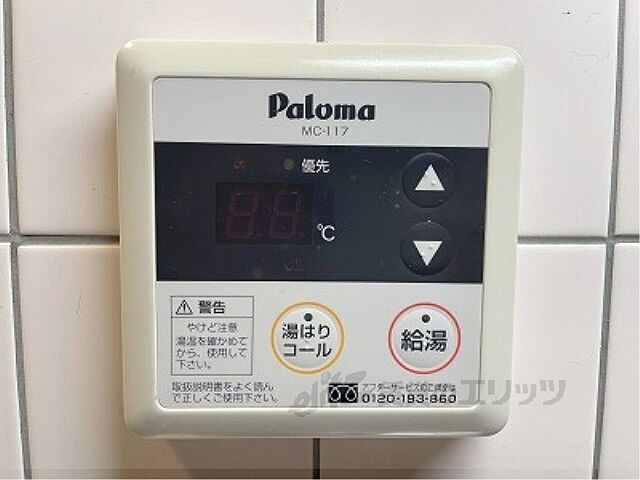 Paloma
MC-117
優先
℃
警告
やけど注意
湯温を確かめて
から、使用して
下さい。
取扱説明書をよく読ん
で正しくご使用下さい。
湯はり
コール
給湯
アフターサービスのご用命は
0120-193-860
エリッツ